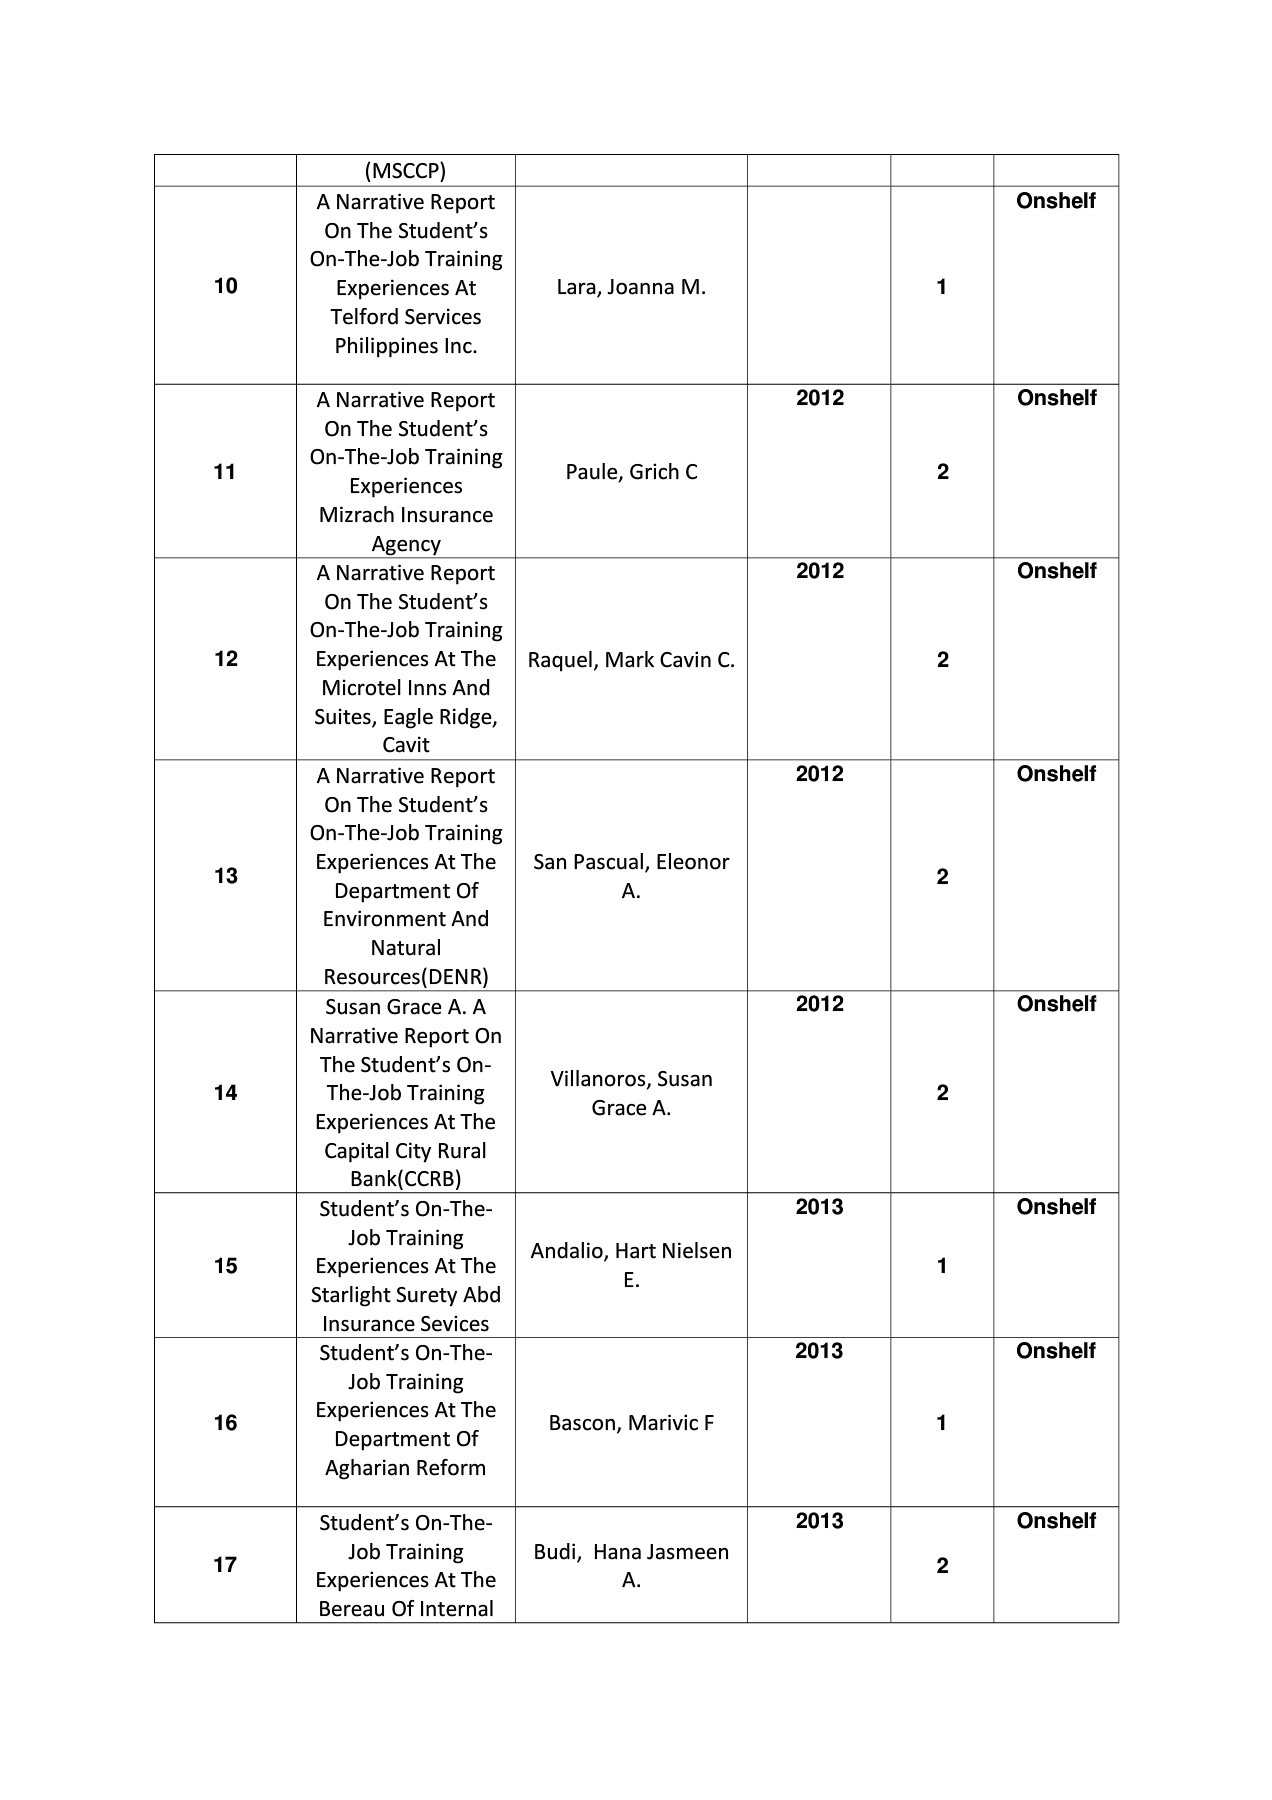 (MSCCP)
10
A Narrative Report
On The Student’s
On-The-Job Training
Experiences At
Telford Services
Philippines Inc.
Lara, Joanna M.
1
Onshelf
11
A Narrative Report
On The Student’s
On-The-Job Training
Experiences
Mizrach Insurance
Agency
Paule, Grich C
2012
2
Onshelf
12
A Narrative Report
On The Student’s
On-The-Job Training
Experiences At The
Microtel Inns And
Suites, Eagle Ridge,
Cavit
Raquel, Mark Cavin C.
2012
2
Onshelf
13
A Narrative Report
On The Student’s
On-The-Job Training
Experiences At The
Department Of
Environment And
Natural
Resources(DENR)
San Pascual, Eleonor
A.
2012
2
Onshelf
14
Susan Grace A. A
Narrative Report On
The Student’s On-
The-Job Training
Experiences At The
Capital City Rural
Bank(CCRB)
Villanoros, Susan
Grace A.
2012
2
Onshelf
15
Student’s On-The-
Job Training
Experiences At The
Starlight Surety Abd
Insurance Sevices
Andalio, Hart Nielsen
E.
2013
1
Onshelf
16
Student’s On-The-
Job Training
Experiences At The
Department Of
Agharian Reform
Bascon, Marivic F
2013
1
Onshelf
17
Student’s On-The-
Job Training
Experiences At The
Bereau Of Internal
Budi,  Hana Jasmeen
A.
2013
2
Onshelf